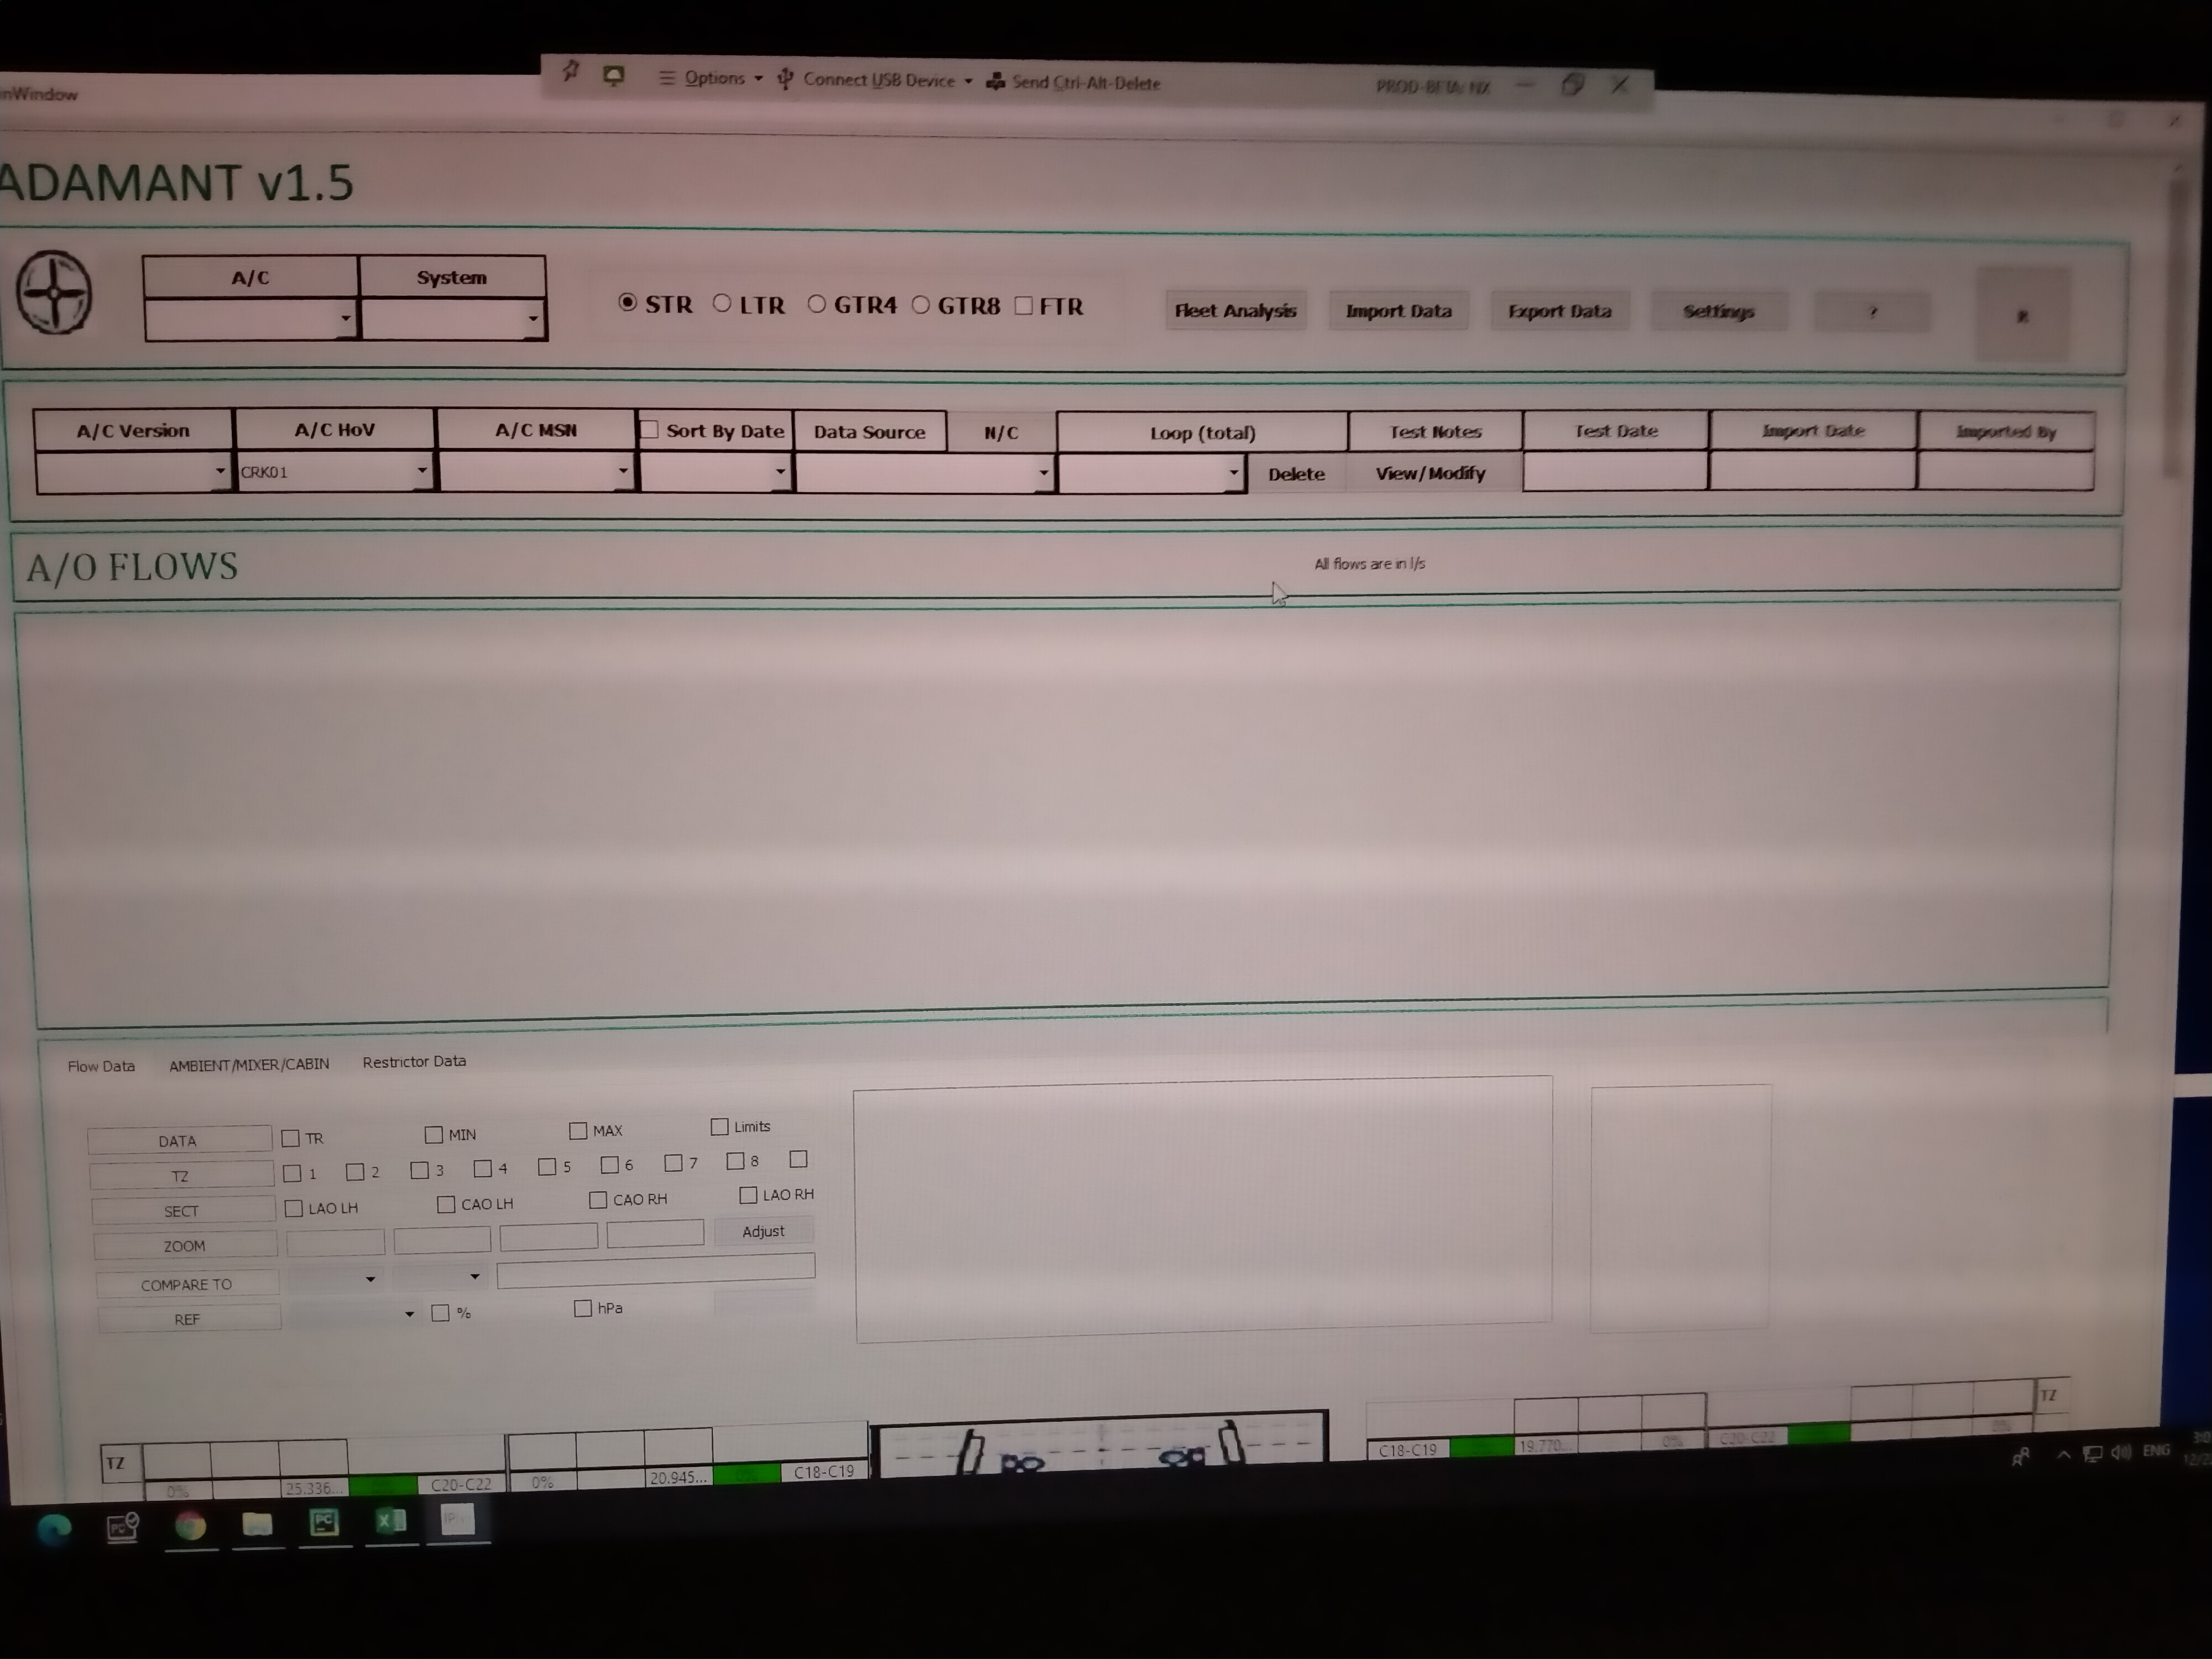 inWindow
Options Connect USB Device Send Ctrl-Alt-Delete
ADAMANT v1.5
A/C System
STR LTR GTR4 GTR8 FTR Fleet Analysis Import Data Export Data Settings ?
A/C Version A/C HoV A/C MSN Sort By Date Data Source N/C Loop (total) Test Notes Test Date Import Date Imported By
CRK01 Delete View/Modify
A/O FLOWS All flows are in l/s
Flow Data AMBIENT/MIXER/CABIN Restrictor Data
DATA TR MIN MAX Limits
TZ 1 2 3 4 5 6 7 8
SECT LAO LH CAO LH CAO RH LAO RH
ZOOM Adjust
COMPARE TO
REF % hPa
TZ TZ
0% 25.336... C20-C22 0% 20.945... 0% C18-C19 C18-C19 19.770... 0% C20-C22 0%
ENG